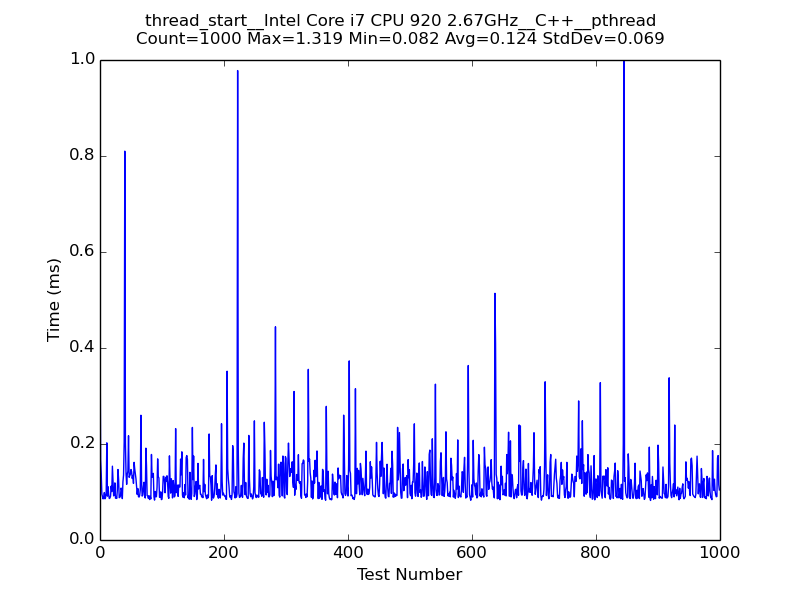 thread_start__Intel Core i7 CPU 920 2.67GHz__C++__pthread
Count=1000 Max=1.319 Min=0.082 Avg=0.124 StdDev=0.069
1.0
0.8
0.6
0.4
0.2
0.0
Time (ms)
0 200 400 600 800 1000
Test Number